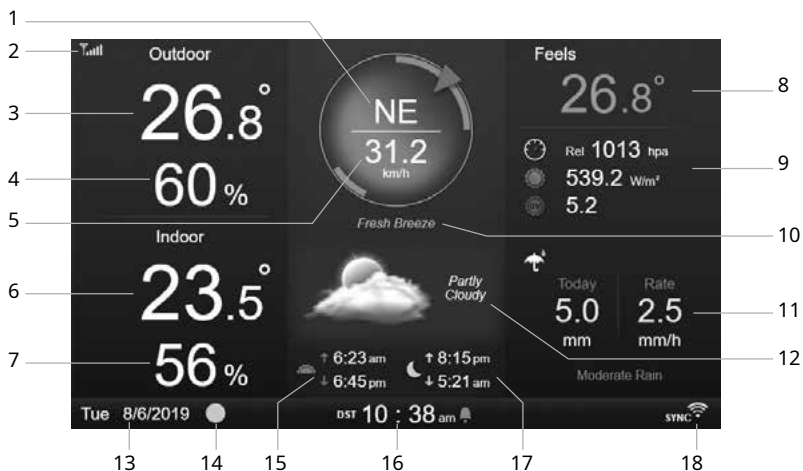 1
2
3
4
5
6
7
8
9
10
11
12
13
14
15
16
17
18
Outdoor
26.8°
60 %
Indoor
23.5°
56 %
NE
31.2
km/h
Fresh Breeze
Partly
Cloudy
↑ 6:23 am
↓ 6:45 pm
↑ 8:15 pm
↓ 5:21 am
Feels
26.8°
Rel 1013 hpa
539.2 W/m²
5.2
Today
5.0
mm
Rate
2.5
mm/h
Moderate Rain
Tue 8/6/2019
DST 10 : 38 am
SYNC